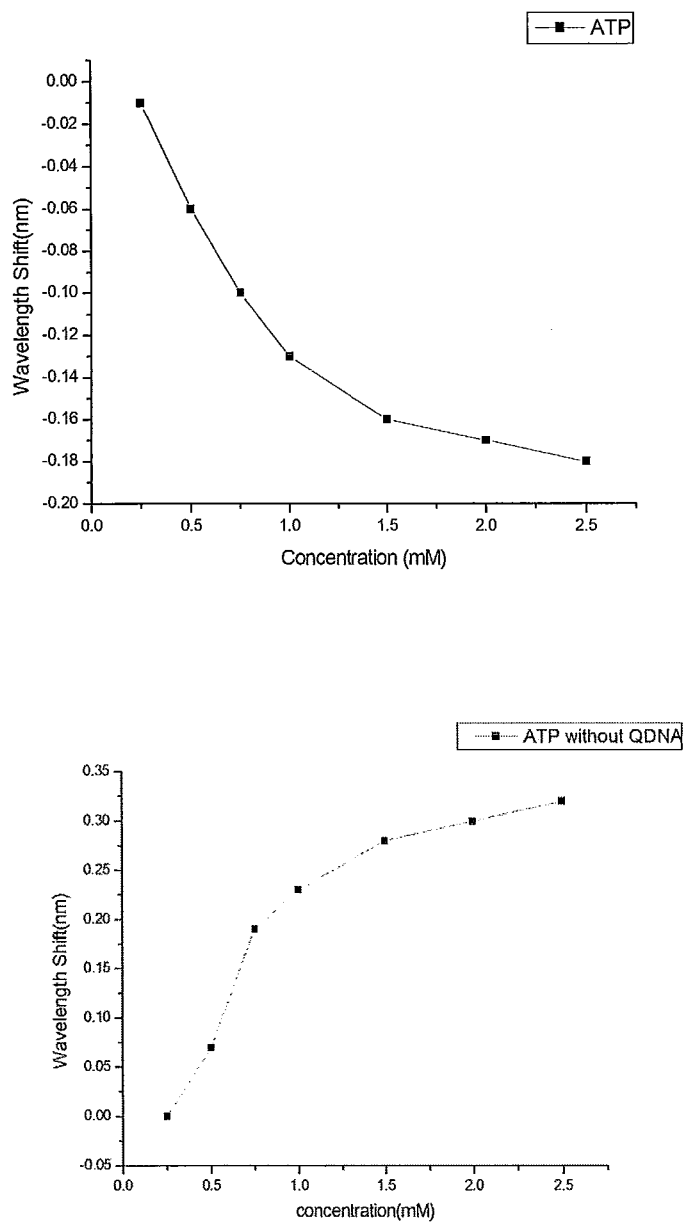 ATP
0.00
-0.02
-0.04
-0.06
-0.08
-0.10
-0.12
-0.14
-0.16
-0.18
-0.20
0.0 0.5 1.0 1.5 2.0 2.5
Wavelength Shift(nm)
Concentration (mM)
ATP without QDNA
0.35
0.30
0.25
0.20
0.15
0.10
0.05
0.00
-0.05
0.0 0.5 1.0 1.5 2.0 2.5
Wavelength Shift(nm)
concentration(mM)